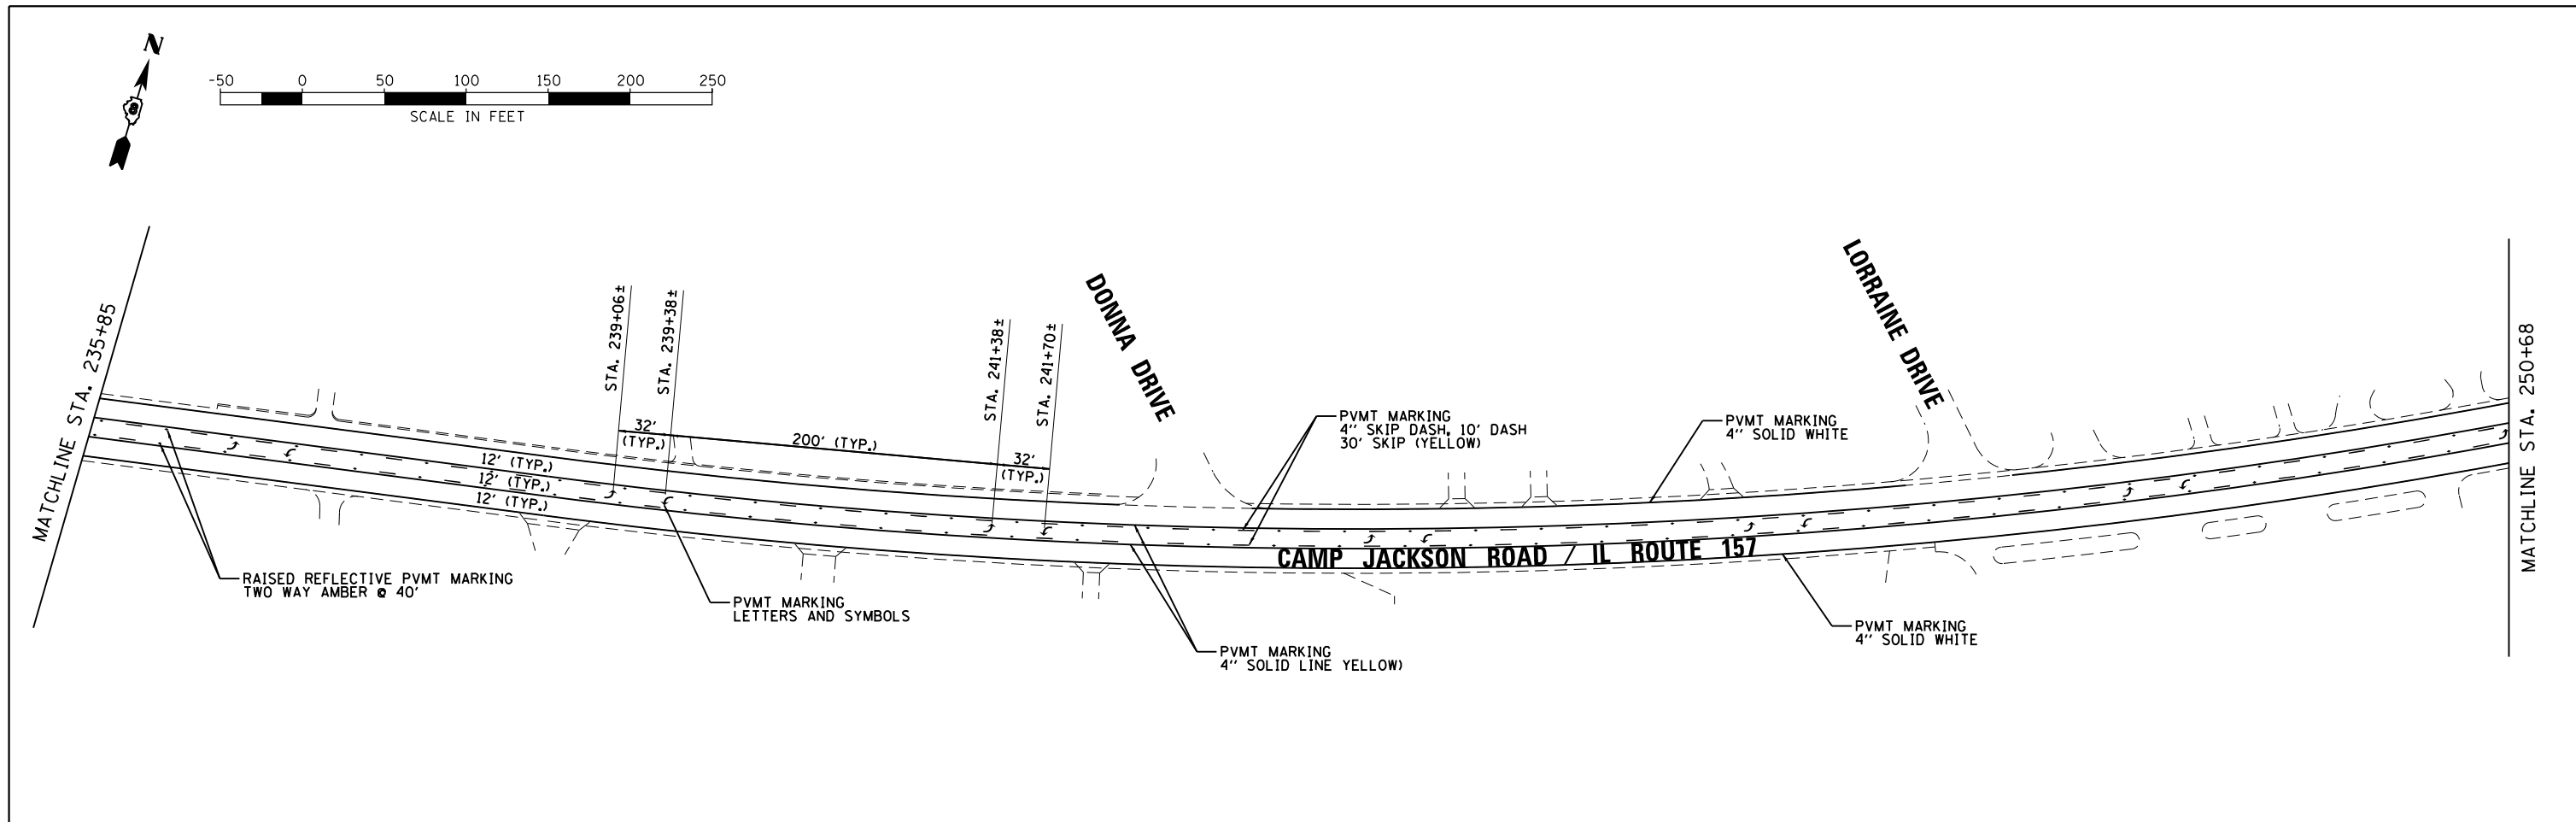 N
-50 0 50 100 150 200 250
SCALE IN FEET
MATCHLINE STA. 235+85
STA. 239+06±
STA. 239+38±
STA. 241+38±
STA. 241+70±
DONNA DRIVE
LORRAINE DRIVE
MATCHLINE STA. 250+68
32'
(TYP.)
200' (TYP.)
32'
(TYP.)
12' (TYP.)
12' (TYP.)
12' (TYP.)
PVMT MARKING
4'' SKIP DASH, 10' DASH
30' SKIP (YELLOW)
PVMT MARKING
4'' SOLID WHITE
CAMP JACKSON ROAD / IL ROUTE 157
RAISED REFLECTIVE PVMT MARKING
TWO WAY AMBER @ 40'
PVMT MARKING
LETTERS AND SYMBOLS
PVMT MARKING
4'' SOLID LINE YELLOW)
PVMT MARKING
4'' SOLID WHITE